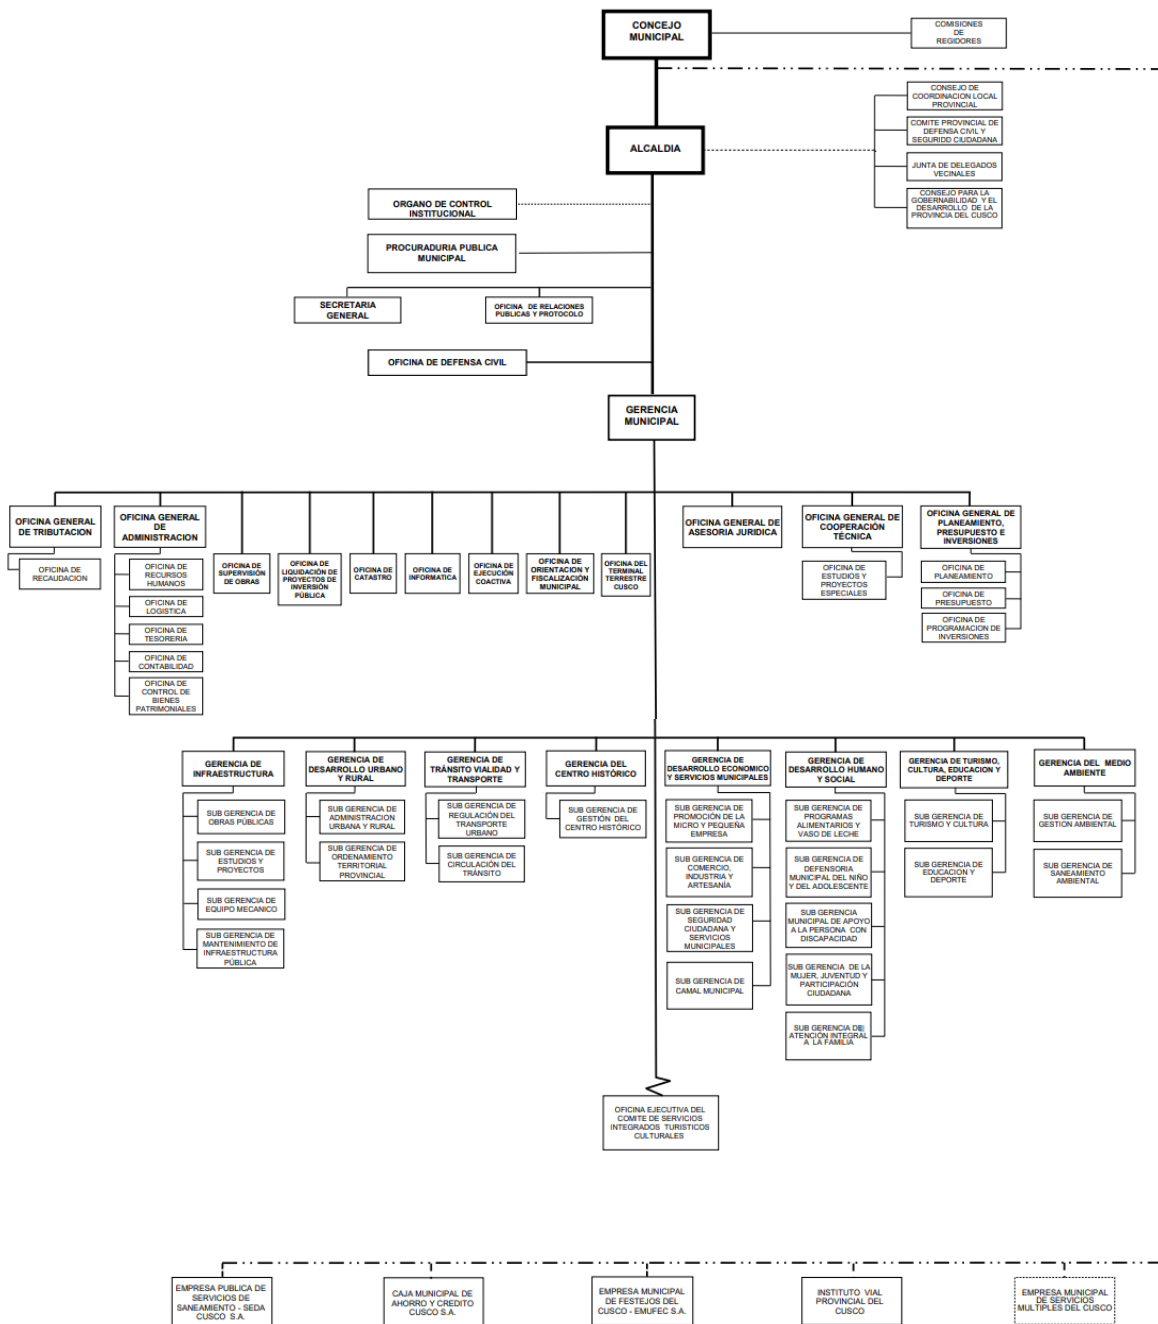 CONCEJO
MUNICIPAL
COMISIONES
DE
REGIDORES
CONSEJO DE
COORDINACION LOCAL
PROVINCIAL
COMITE PROVINCIAL DE
DEFENSA CIVIL Y
SEGURIDD CIUDADANA
ALCALDIA
JUNTA DE DELEGADOS
VECINALES
CONSEJO PARA LA
GOBERNABILIDAD Y EL
DESARROLLO DE LA
PROVINCIA DEL CUSCO
ORGANO DE CONTROL
INSTITUCIONAL
PROCURADURIA PUBLICA
MUNICIPAL
SECRETARIA
GENERAL
OFICINA DE RELACIONES
PUBLICAS Y PROTOCOLO
OFICINA DE DEFENSA CIVIL
GERENCIA
MUNICIPAL
OFICINA GENERAL
DE TRIBUTACION
OFICINA DE
RECAUDACION
OFICINA GENERAL
DE
ADMINISTRACION
OFICINA DE
RECURSOS
HUMANOS
OFICINA DE
LOGISTICA
OFICINA DE
TESORERIA
OFICINA DE
CONTABILIDAD
OFICINA DE
CONTROL DE
BIENES
PATRIMONIALES
OFICINA DE
SUPERVISIÓN
DE OBRAS
OFICINA DE
LIQUIDACIÓN DE
PROYECTOS DE
INVERSIÓN
PÚBLICA
OFICINA DE
CATASTRO
OFICINA DE
INFORMATICA
OFICINA DE
EJECUCIÓN
COACTIVA
OFICINA DE
ORIENTACION Y
FISCALIZACIÓN
MUNICIPAL
OFICINA DEL
TERMINAL
TERRESTRE
CUSCO
OFICINA GENERAL DE
ASESORIA JURIDICA
OFICINA GENERAL DE
COOPERACIÓN
TÉCNICA
OFICINA DE
ESTUDIOS Y
PROYECTOS
ESPECIALES
OFICINA GENERAL DE
PLANEAMIENTO,
PRESUPUESTO E
INVERSIONES
OFICINA DE
PLANEAMIENTO
OFICINA DE
PRESUPUESTO
OFICINA DE
PROGRAMACION DE
INVERSIONES
GERENCIA DE
INFRAESTRUCTURA
SUB GERENCIA DE
OBRAS PÚBLICAS
SUB GERENCIA DE
ESTUDIOS Y
PROYECTOS
SUB GERENCIA DE
EQUIPO MECANICO
SUB GERENCIA DE
MANTENIMIENTO DE
INFRAESTRUCTURA
PÚBLICA
GERENCIA DE
DESARROLLO URBANO
Y RURAL
SUB GERENCIA DE
ADMINISTRACION
URBANA Y RURAL
SUB GERENCIA DE
ORDENAMIENTO
TERRITORIAL
PROVINCIAL
GERENCIA DE
TRÁNSITO VIALIDAD Y
TRANSPORTE
SUB GERENCIA DE
REGULACIÓN DEL
TRANSPORTE
URBANO
SUB GERENCIA DE
CIRCULACIÓN DEL
TRÁNSITO
GERENCIA DEL
CENTRO HISTÓRICO
SUB GERENCIA DE
GESTIÓN DEL
CENTRO HISTÓRICO
GERENCIA DE
DESARROLLO ECONOMICO
Y SERVICIOS MUNICIPALES
SUB GERENCIA DE
PROMOCIÓN DE LA
MICRO Y PEQUEÑA
EMPRESA
SUB GERENCIA DE
COMERCIO,
INDUSTRIA Y
ARTESANÍA
SUB GERENCIA DE
SEGURIDAD
CIUDADANA Y
SERVICIOS
MUNICIPALES
SUB GERENCIA DE
CAMAL MUNICIPAL
GERENCIA DE
DESARROLLO HUMANO
Y SOCIAL
SUB GERENCIA DE
PROGRAMAS
ALIMENTARIOS Y
VASO DE LECHE
SUB GERENCIA DE
DEFENSORIA
MUNICIPAL DEL NIÑO
Y DEL ADOLESCENTE
SUB GERENCIA
MUNICIPAL DE APOYO
A LA PERSONA CON
DISCAPACIDAD
SUB GERENCIA DE LA
MUJER, JUVENTUD Y
PARTICIPACIÓN
CIUDADANA
SUB GERENCIA DE
ATENCIÓN INTEGRAL
A LA FAMILIA
GERENCIA DE TURISMO,
CULTURA, EDUCACION Y
DEPORTE
SUB GERENCIA DE
TURISMO Y CULTURA
SUB GERENCIA DE
EDUCACION Y
DEPORTE
GERENCIA DEL MEDIO
AMBIENTE
SUB GERENCIA DE
GESTION AMBIENTAL
SUB GERENCIA DE
SANEAMIENTO
AMBIENTAL
OFICINA EJECUTIVA DEL
COMITE DE SERVICIOS
INTEGRADOS TURISTICOS
CULTURALES
EMPRESA PUBLICA DE
SERVICIOS DE
SANEAMIENTO - SEDA
CUSCO S.A.
CAJA MUNICIPAL DE
AHORRO Y CREDITO
CUSCO S.A.
EMPRESA MUNICIPAL
DE FESTEJOS DEL
CUSCO - EMUFEC S.A.
INSTITUTO VIAL
PROVINCIAL DEL
CUSCO
EMPRESA MUNICIPAL
DE SERVICIOS
MULTIPLES DEL CUSCO